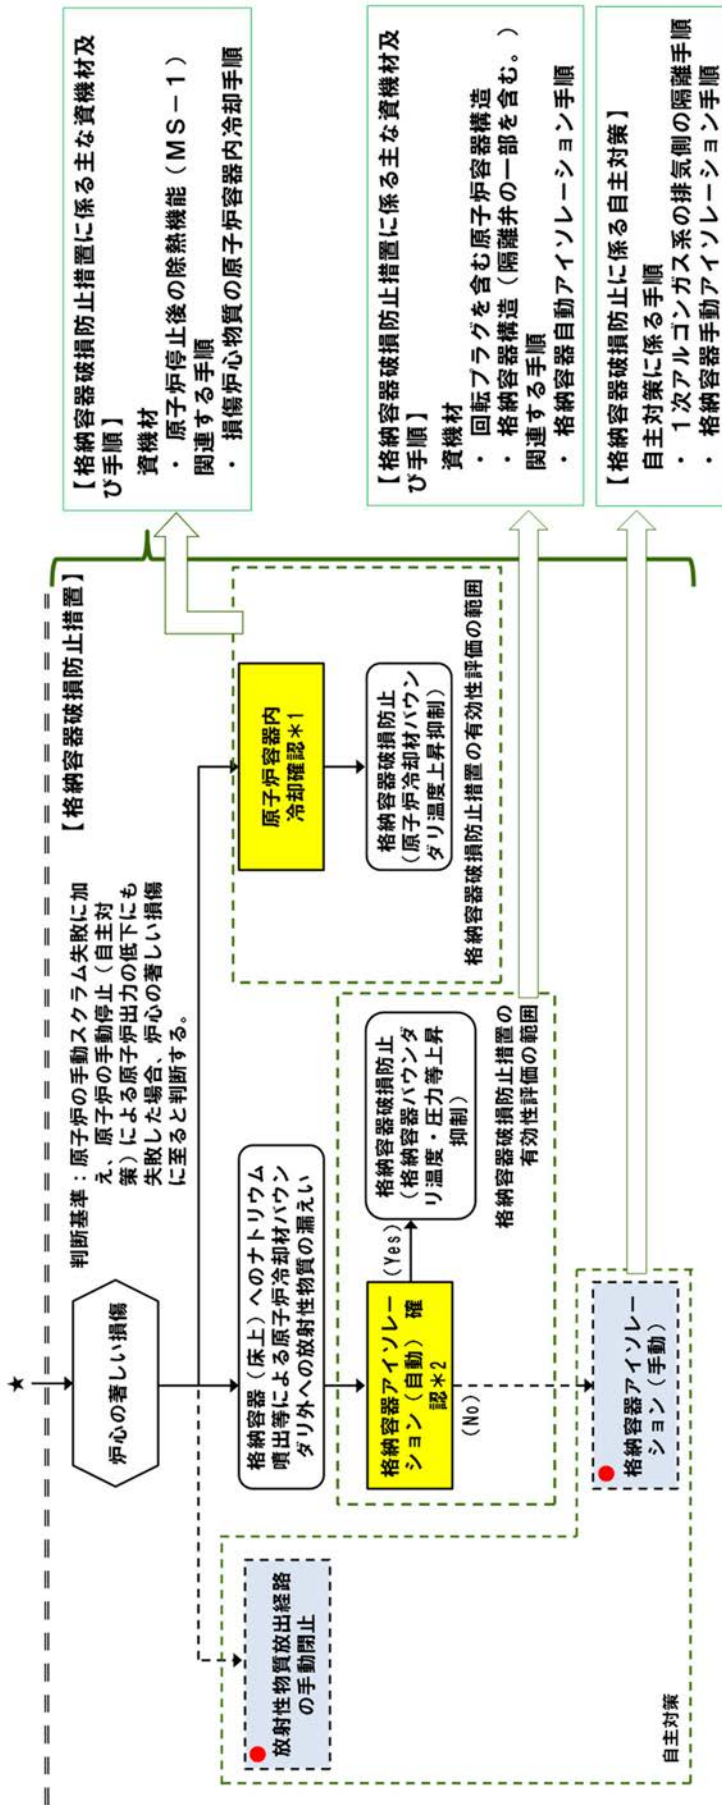 ★
【格納容器破損防止措置】
炉心の著しい損傷
判断基準：原子炉の手動スクラム失敗に加
え、原子炉の手動停止（自主対
策）による原子炉出力の低下にも
失敗した場合、炉心の著しい損傷
に至ると判断する。
放射性物質放出経路
の手動閉止
格納容器（床上）へのナトリウム
噴出等による原子炉冷却材バウン
ダリ外への放射性物質の漏えい
原子炉容器内
冷却確認＊1
格納容器アイソレー
ション（自動）確
認＊2
(Yes)
(No)
格納容器破損防止
（格納容器バウンダ
リ温度・圧力等上昇
抑制）
格納容器破損防止
（原子炉冷却材バウン
ダリ温度上昇抑制）
格納容器破損防止措置の
有効性評価の範囲
格納容器破損防止措置の有効性評価の範囲
格納容器アイソレー
ション（手動）
自主対策
【格納容器破損防止措置に係る主な資機材及
び手順】
資機材
・ 原子炉停止後の除熱機能（ＭＳ－１）
関連する手順
・ 損傷炉心物質の原子炉容器内冷却手順
【格納容器破損防止措置に係る主な資機材及
び手順】
資機材
・ 回転プラグを含む原子炉容器構造
・ 格納容器構造（隔離弁の一部を含む。）
関連する手順
・ 格納容器自動アイソレーション手順
【格納容器破損防止に係る自主対策】
自主対策に係る手順
・ １次アルゴンガス系の排気側の隔離手順
・ 格納容器手動アイソレーション手順